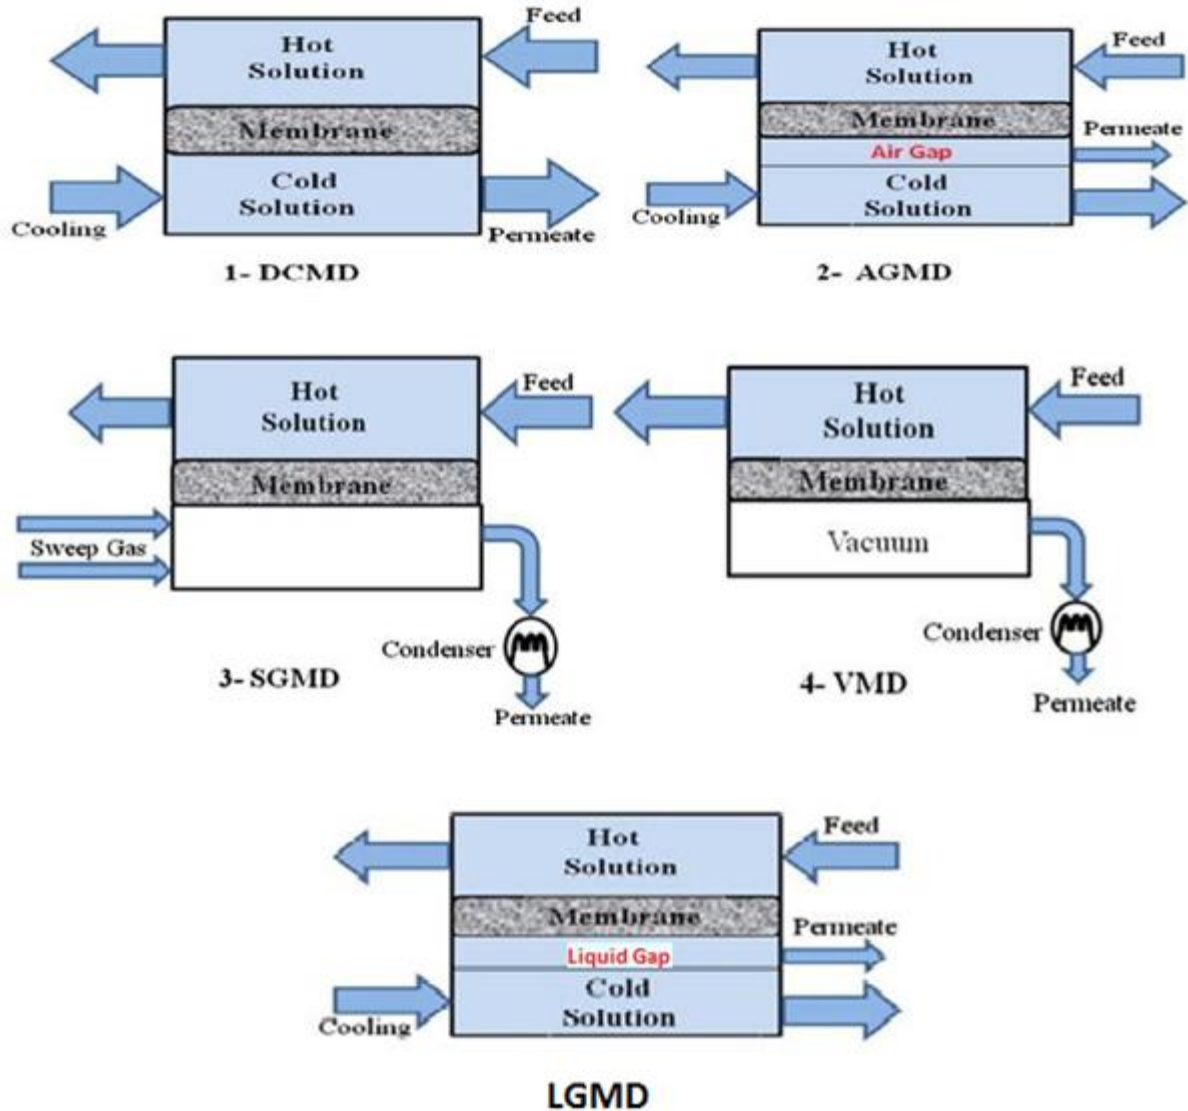 Feed
Hot
Solution
Membrane
Cold
Solution
Cooling
Permeate
1- DCMD
Feed
Hot
Solution
Membrane
Permeate
Air Gap
Cold
Solution
Cooling
2- AGMD
Feed
Hot
Solution
Membrane
Sweep Gas
Condenser
3- SGMD
Permeate
Feed
Hot
Solution
Membrane
Vacuum
Condenser
4- VMD
Permeate
Feed
Hot
Solution
Membrane
Permeate
Liquid Gap
Cold
Solution
Cooling
LGMD